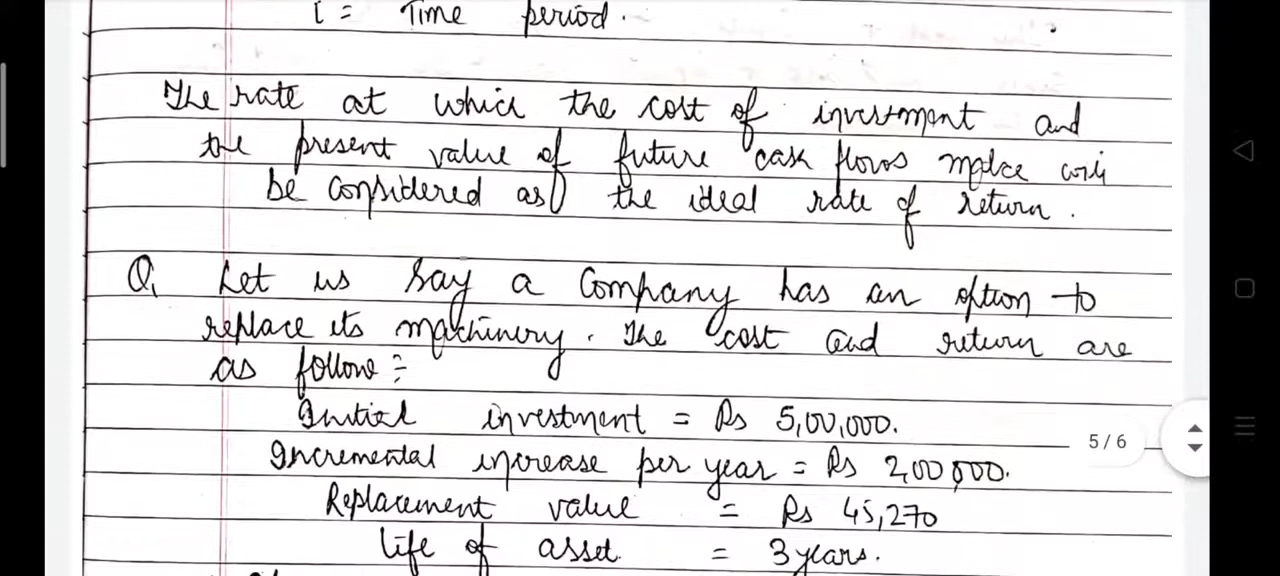 i = Time period.
The rate at which the cost of investment and
the present value of future cash flows
be considered as the ideal rate of return.
Q, Let us say a Company has an option to
replace its machinery. The cost and return are
as follow :-
Initial investment = Rs 5,00,000.
5/6
Incremental increase per year = Rs 2,00,000.
Replacement value = Rs 45,270
life of asset. = 3 years.